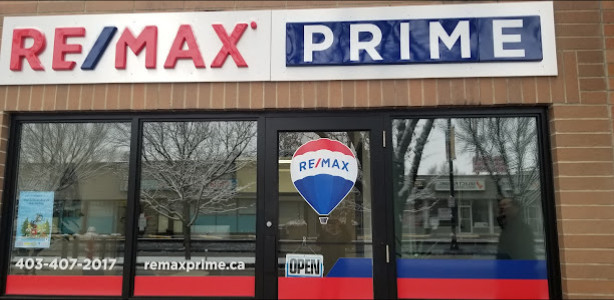 RE/MAX PRIME
RE/MAX
403-407-2017 remaxprime.ca OPEN